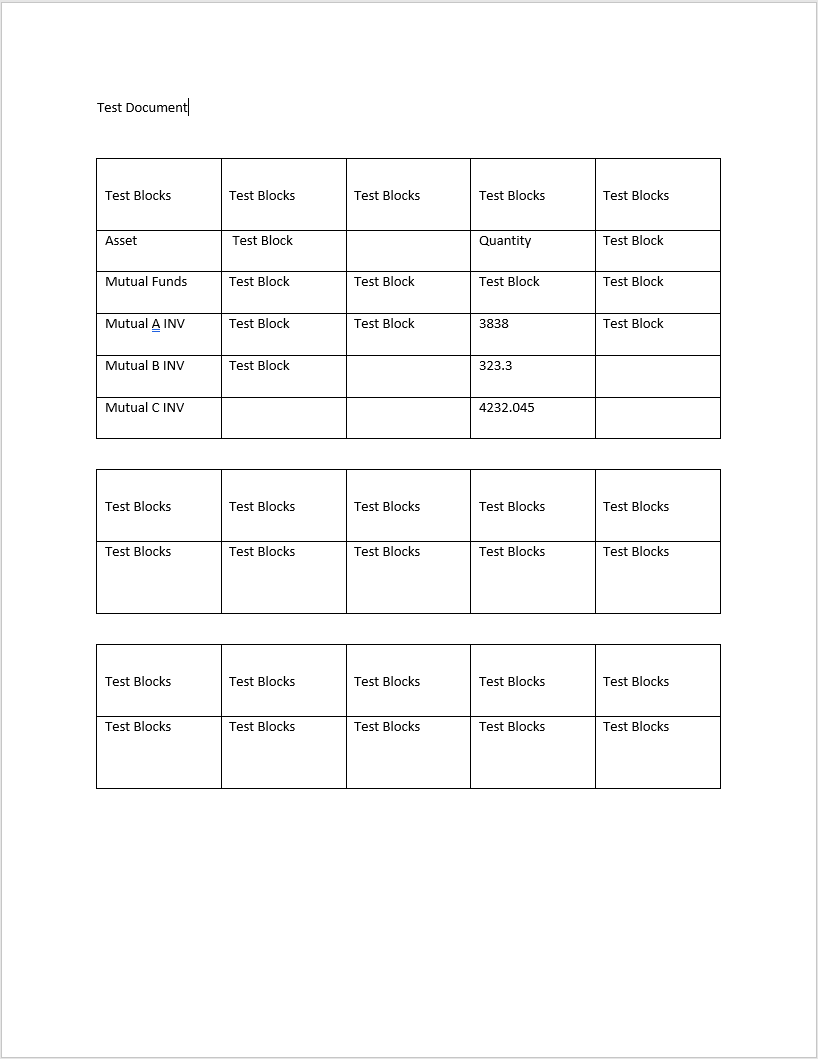 Test Document
Test Blocks Test Blocks Test Blocks Test Blocks Test Blocks
Asset Test Block Quantity Test Block
Mutual Funds Test Block Test Block Test Block Test Block
Mutual A INV Test Block Test Block 3838 Test Block
Mutual B INV Test Block 323.3
Mutual C INV 4232.045
Test Blocks Test Blocks Test Blocks Test Blocks Test Blocks
Test Blocks Test Blocks Test Blocks Test Blocks Test Blocks
Test Blocks Test Blocks Test Blocks Test Blocks Test Blocks
Test Blocks Test Blocks Test Blocks Test Blocks Test Blocks